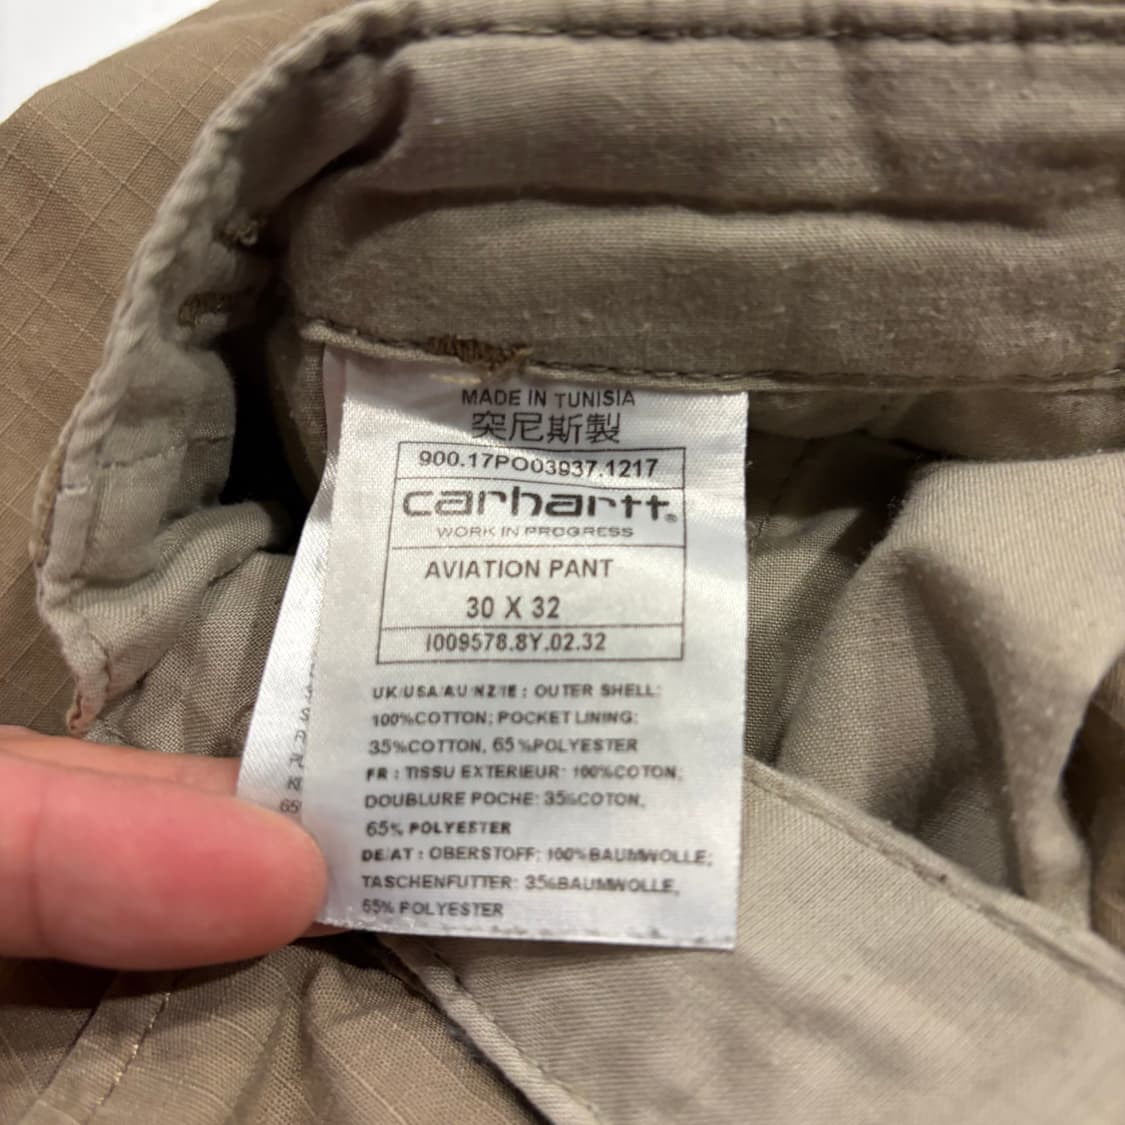 MADE IN TUNISIA
突尼斯製
900.17PO03937.1217
carhartt®
WORK IN PROGRESS
AVIATION PANT
30 X 32
I009578.8Y.02.32
UK/USA/AU/NZ/IE : OUTER SHELL:
100%COTTON; POCKET LINING:
35%COTTON, 65%POLYESTER
FR : TISSU EXTERIEUR: 100%COTON;
DOUBLURE POCHE: 35%COTON,
65% POLYESTER
DE/AT : OBERSTOFF: 100%BAUMWOLLE;
TASCHENFUTTER: 35%BAUMWOLLE,
65% POLYESTER